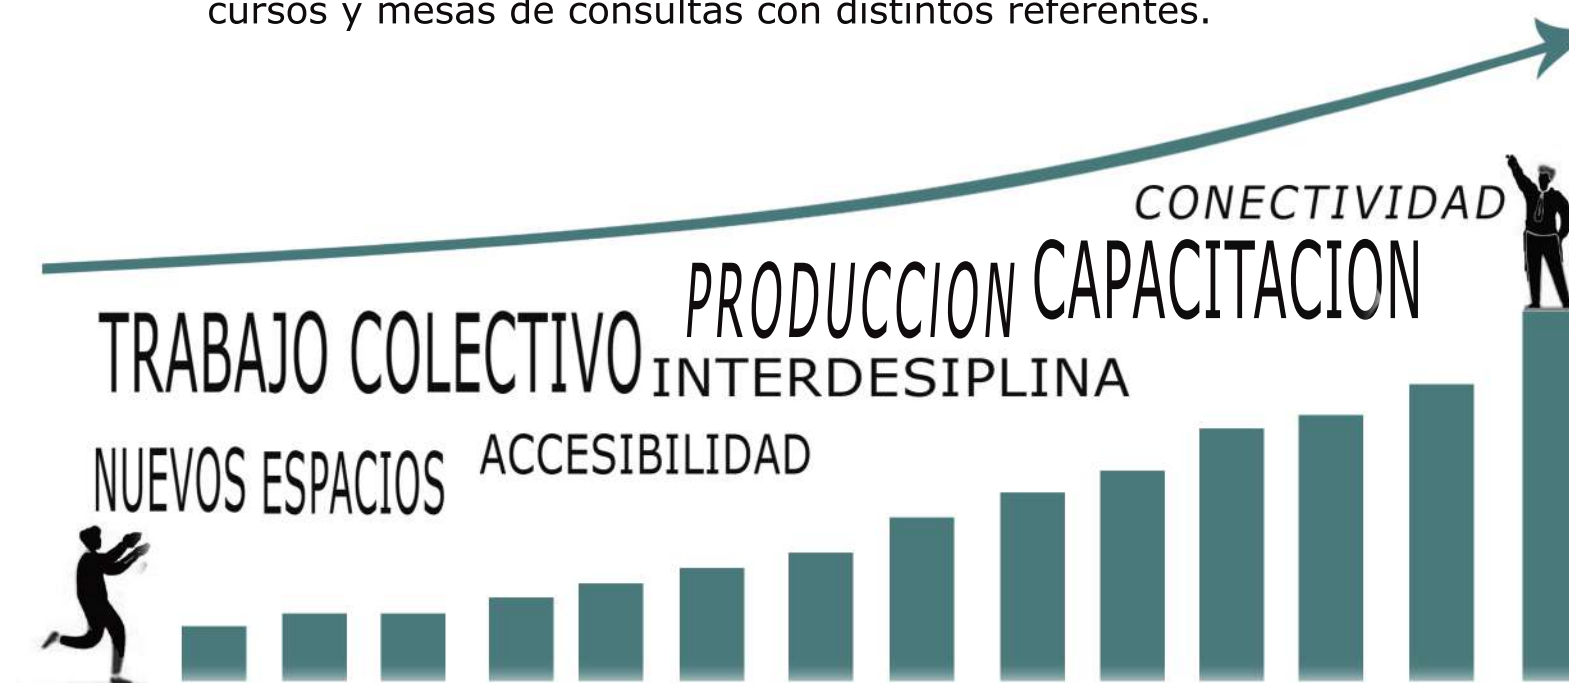 cursos y mesas de consultas con distintos referentes.
CONECTIVIDAD
PRODUCCION CAPACITACION
TRABAJO COLECTIVO
INTERDESIPLINA
NUEVOS ESPACIOS ACCESIBILIDAD